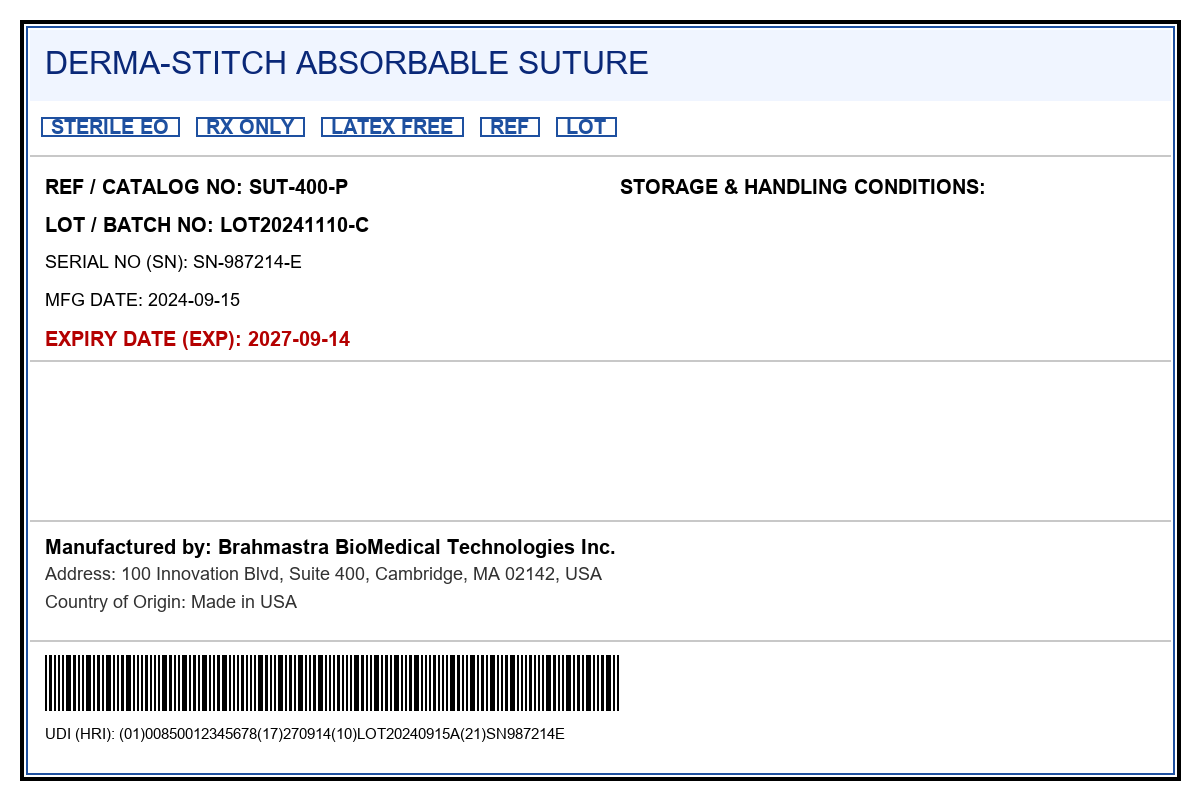 DERMA-STITCH ABSORBABLE SUTURE
STERILE EO RX ONLY LATEX FREE REF LOT
REF / CATALOG NO: SUT-400-P
LOT / BATCH NO: LOT20241110-C
SERIAL NO (SN): SN-987214-E
MFG DATE: 2024-09-15
EXPIRY DATE (EXP): 2027-09-14
STORAGE & HANDLING CONDITIONS:
Manufactured by: Brahmastra BioMedical Technologies Inc.
Address: 100 Innovation Blvd, Suite 400, Cambridge, MA 02142, USA
Country of Origin: Made in USA
UDI (HRI): (01)00850012345678(17)270914(10)LOT20240915A(21)SN987214E